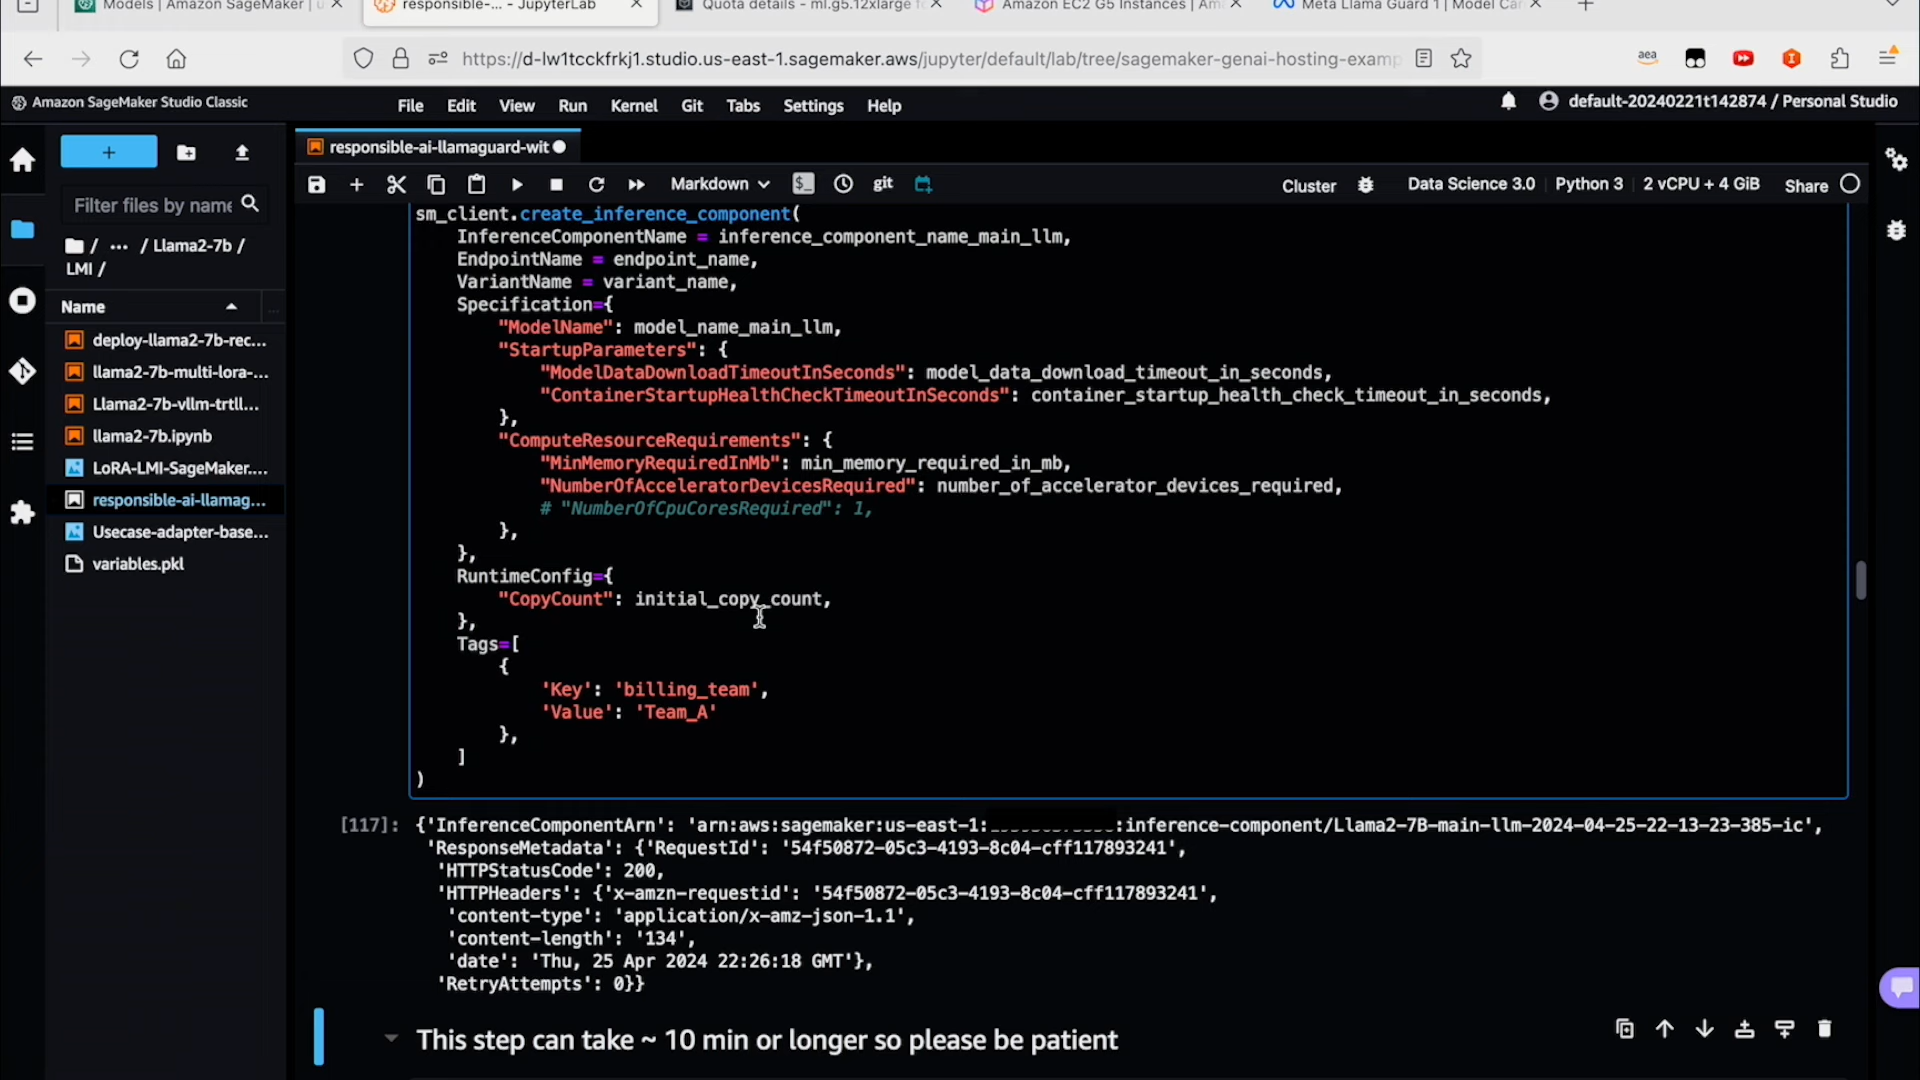 Models | Amazon SageMaker | u
responsible-... - JupyterLab
Quota details - ml.g5.12xlarge f
Amazon EC2 G5 Instances | Am
Meta Llama Guard 1 | Model Car
https://d-lw1tcckfrkj1.studio.us-east-1.sagemaker.aws/jupyter/default/lab/tree/sagemaker-genai-hosting-examp
aea
Amazon SageMaker Studio Classic
File Edit View Run Kernel Git Tabs Settings Help
default-20240221t142874 / Personal Studio
responsible-ai-llamaguard-wit
Markdown
git
Cluster
Data Science 3.0 | Python 3 | 2 vCPU + 4 GiB
Share
Filter files by name
/ ... / Llama2-7b /
LMI /
Name
deploy-llama2-7b-rec...
llama2-7b-multi-lora-...
Llama2-7b-vllm-trtll...
llama2-7b.ipynb
LoRA-LMI-SageMaker....
responsible-ai-llamag...
Usecase-adapter-base...
variables.pkl
sm_client.create_inference_component(
InferenceComponentName = inference_component_name_main_llm,
EndpointName = endpoint_name,
VariantName = variant_name,
Specification={
"ModelName": model_name_main_llm,
"StartupParameters": {
"ModelDataDownloadTimeoutInSeconds": model_data_download_timeout_in_seconds,
"ContainerStartupHealthCheckTimeoutInSeconds": container_startup_health_check_timeout_in_seconds,
},
"ComputeResourceRequirements": {
"MinMemoryRequiredInMb": min_memory_required_in_mb,
"NumberOfAcceleratorDevicesRequired": number_of_accelerator_devices_required,
# "NumberOfCpuCoresRequired": 1,
},
},
RuntimeConfig={
"CopyCount": initial_copy_count,
},
Tags=[
{
'Key': 'billing_team',
'Value': 'Team_A'
},
]
)
[117]: {'InferenceComponentArn': 'arn:aws:sagemaker:us-east-1: :inference-component/Llama2-7B-main-llm-2024-04-25-22-13-23-385-ic',
'ResponseMetadata': {'RequestId': '54f50872-05c3-4193-8c04-cff117893241',
'HTTPStatusCode': 200,
'HTTPHeaders': {'x-amzn-requestid': '54f50872-05c3-4193-8c04-cff117893241',
'content-type': 'application/x-amz-json-1.1',
'content-length': '134',
'date': 'Thu, 25 Apr 2024 22:26:18 GMT'},
'RetryAttempts': 0}}
This step can take ~ 10 min or longer so please be patient